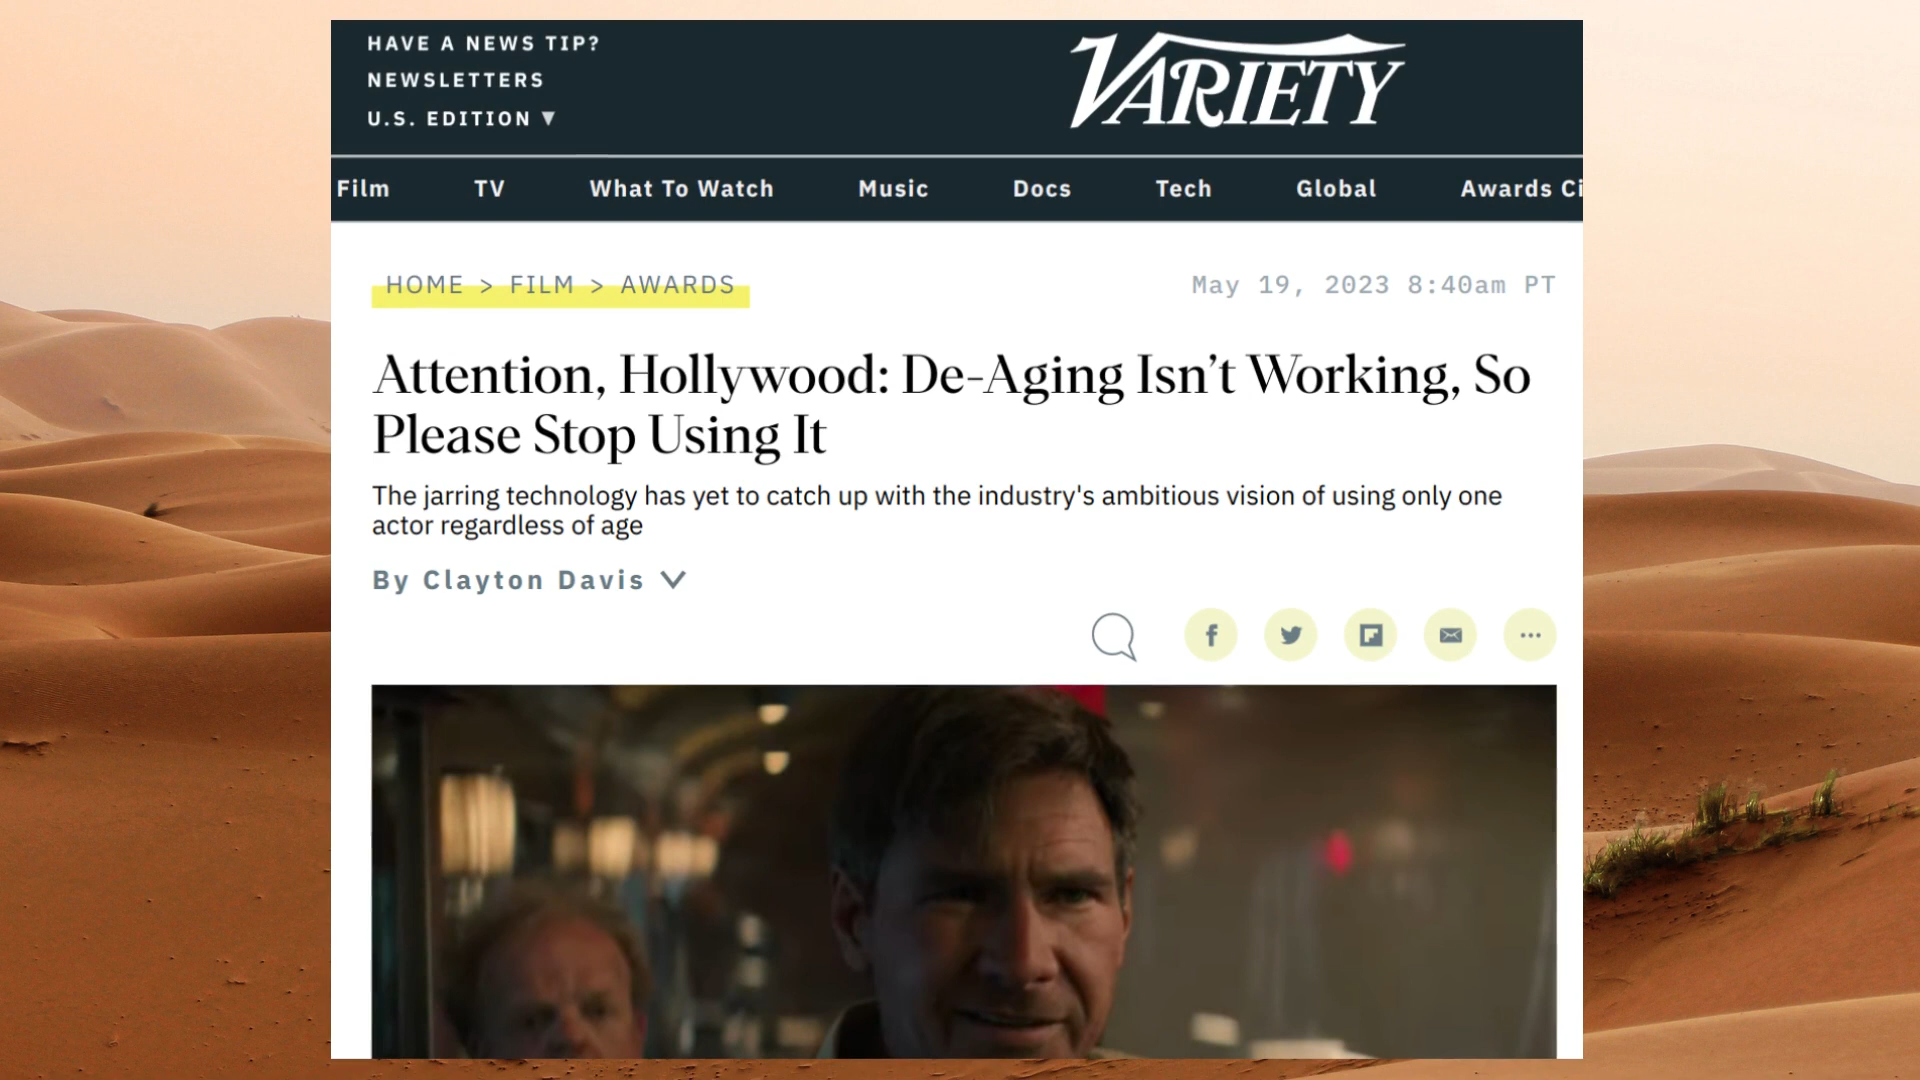 HAVE A NEWS TIP?
NEWSLETTERS
U.S. EDITION ▼
VARIETY
Film TV What To Watch Music Docs Tech Global Awards Ci
HOME > FILM > AWARDS
May 19, 2023 8:40am PT
Attention, Hollywood: De-Aging Isn’t Working, So
Please Stop Using It
The jarring technology has yet to catch up with the industry's ambitious vision of using only one
actor regardless of age
By Clayton Davis